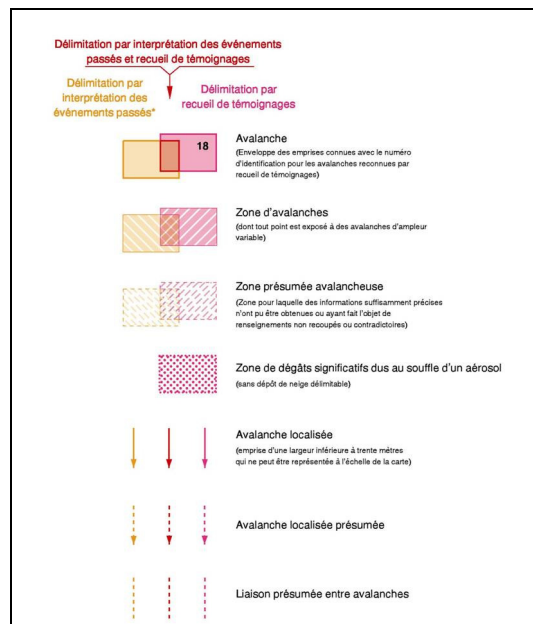 Délimitation par interprétation des événements
passés et recueil de témoignages
Délimitation par
interprétation des
événements passés*
Délimitation par
recueil de témoignages
18
Avalanche
(Enveloppe des emprises connues avec le numéro
d'identification pour les avalanches reconnues par
recueil de témoignages)
Zone d'avalanches
(dont tout point est exposé à des avalanches d'ampleur
variable)
Zone présumée avalancheuse
(Zone pour laquelle des informations suffisamment précises
n'ont pu être obtenues ou ayant fait l'objet de
renseignements non recoupés ou contradictoires)
Zone de dégâts significatifs dus au souffle d'un aérosol
(sans dépôt de neige délimitable)
Avalanche localisée
(emprise d'une largeur inférieure à trente mètres
qui ne peut être représentée à l'échelle de la carte)
Avalanche localisée présumée
Liaison présumée entre avalanches